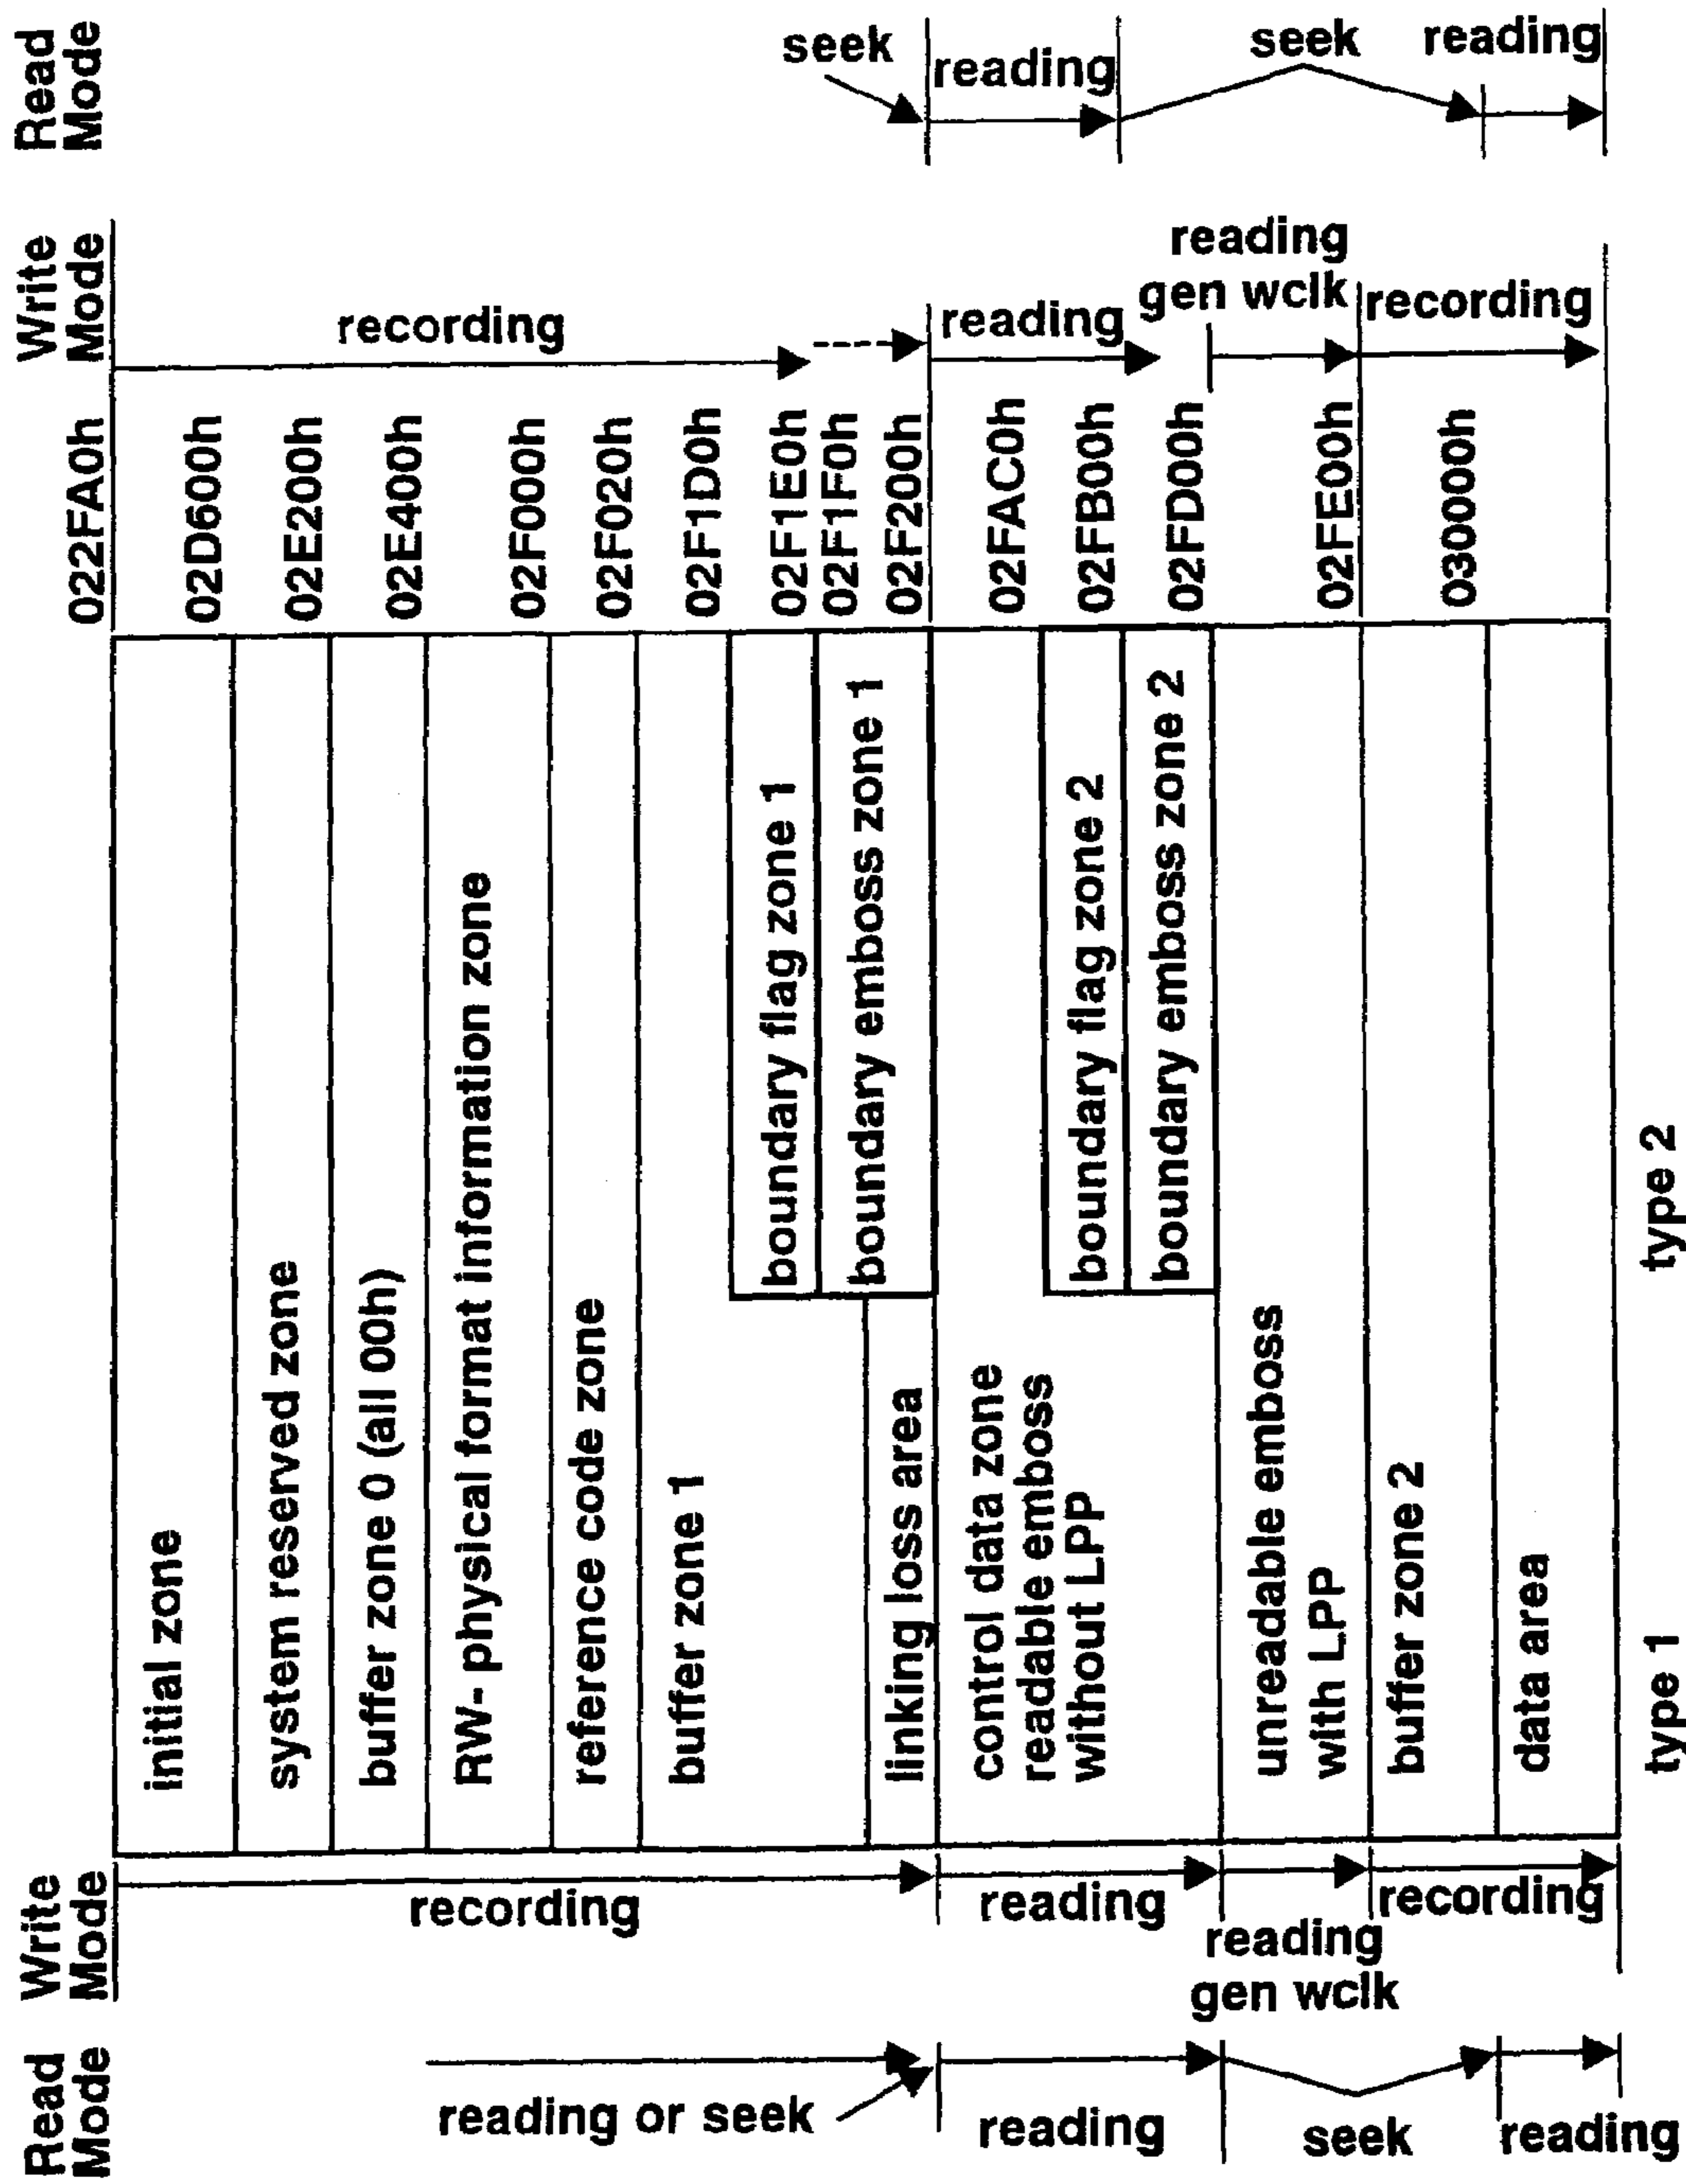 Read
Mode
seek
reading
seek
reading
Write
Mode
recording
reading
reading
gen wclk
recording
022FA0h
02D600h
02E200h
02E400h
02F000h
02F020h
02F1D0h
02F1E0h
02F1F0h
02F200h
02FAC0h
02FB00h
02FD00h
02FE00h
030000h
initial zone
system reserved zone
buffer zone 0 (all 00h)
RW- physical format information zone
reference code zone
buffer zone 1
boundary flag zone 1
boundary emboss zone 1
linking loss area
control data zone
readable emboss
without LPP
boundary flag zone 2
boundary emboss zone 2
unreadable emboss
with LPP
buffer zone 2
data area
type 1
type 2
Write
Mode
recording
reading
reading
gen wclk
recording
Read
Mode
reading or seek
reading
seek
reading